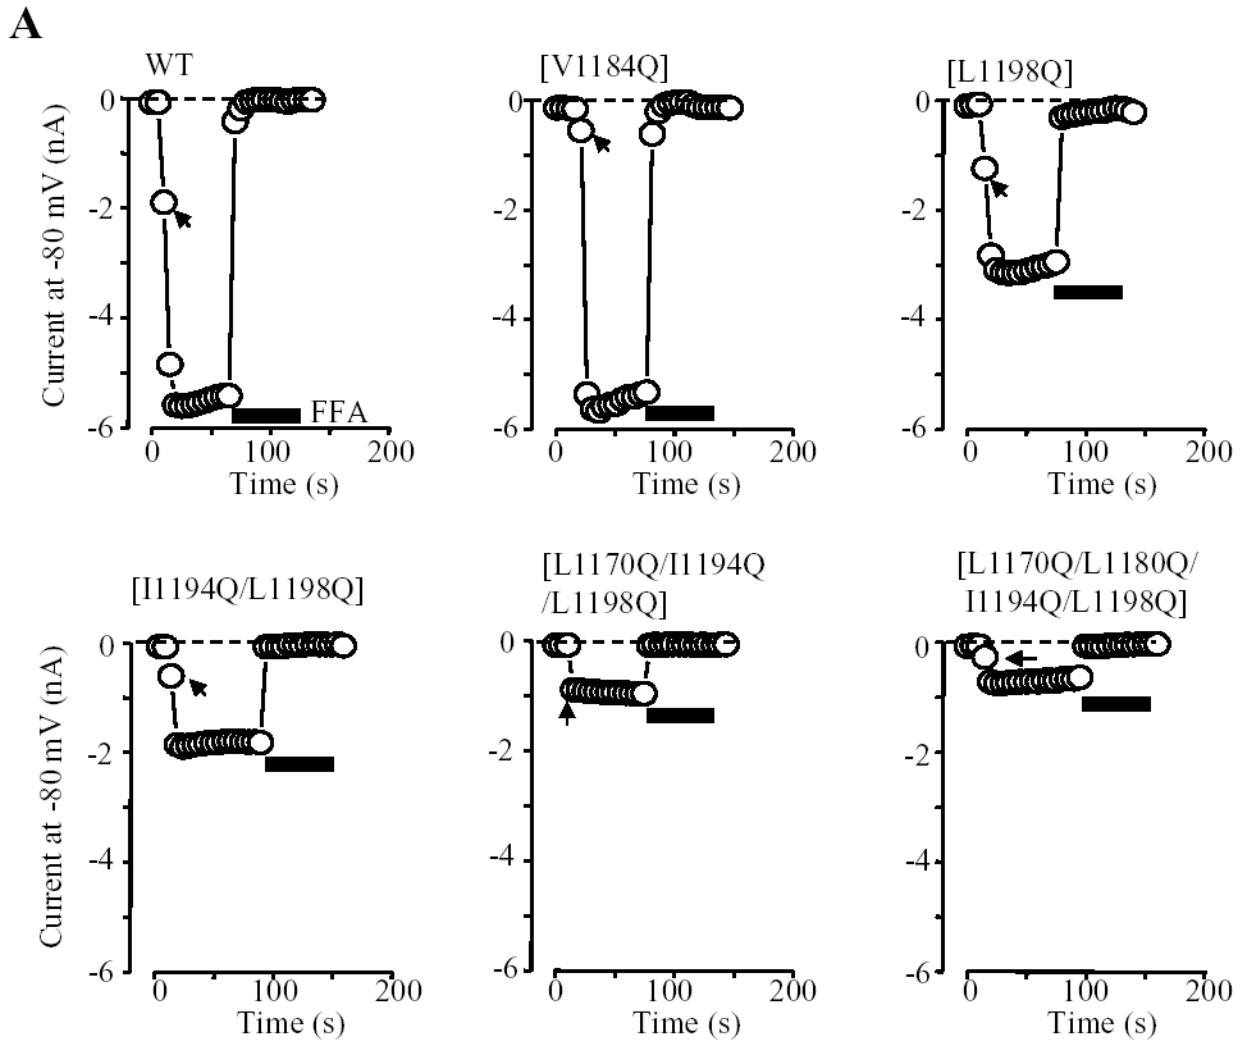 A
WT
[V1184Q]
[L1198Q]
0
-2
-4
-6
Current at -80 mV (nA)
FFA
0 100 200
Time (s)
0
-2
-4
-6
0 100 200
Time (s)
0
-2
-4
-6
0 100 200
Time (s)
[I1194Q/L1198Q]
[L1170Q/I1194Q
/L1198Q]
[L1170Q/L1180Q/
I1194Q/L1198Q]
0
-2
-4
-6
Current at -80 mV (nA)
0 100 200
Time (s)
0
-2
-4
-6
0 100 200
Time (s)
0
-2
-4
-6
0 100 200
Time (s)